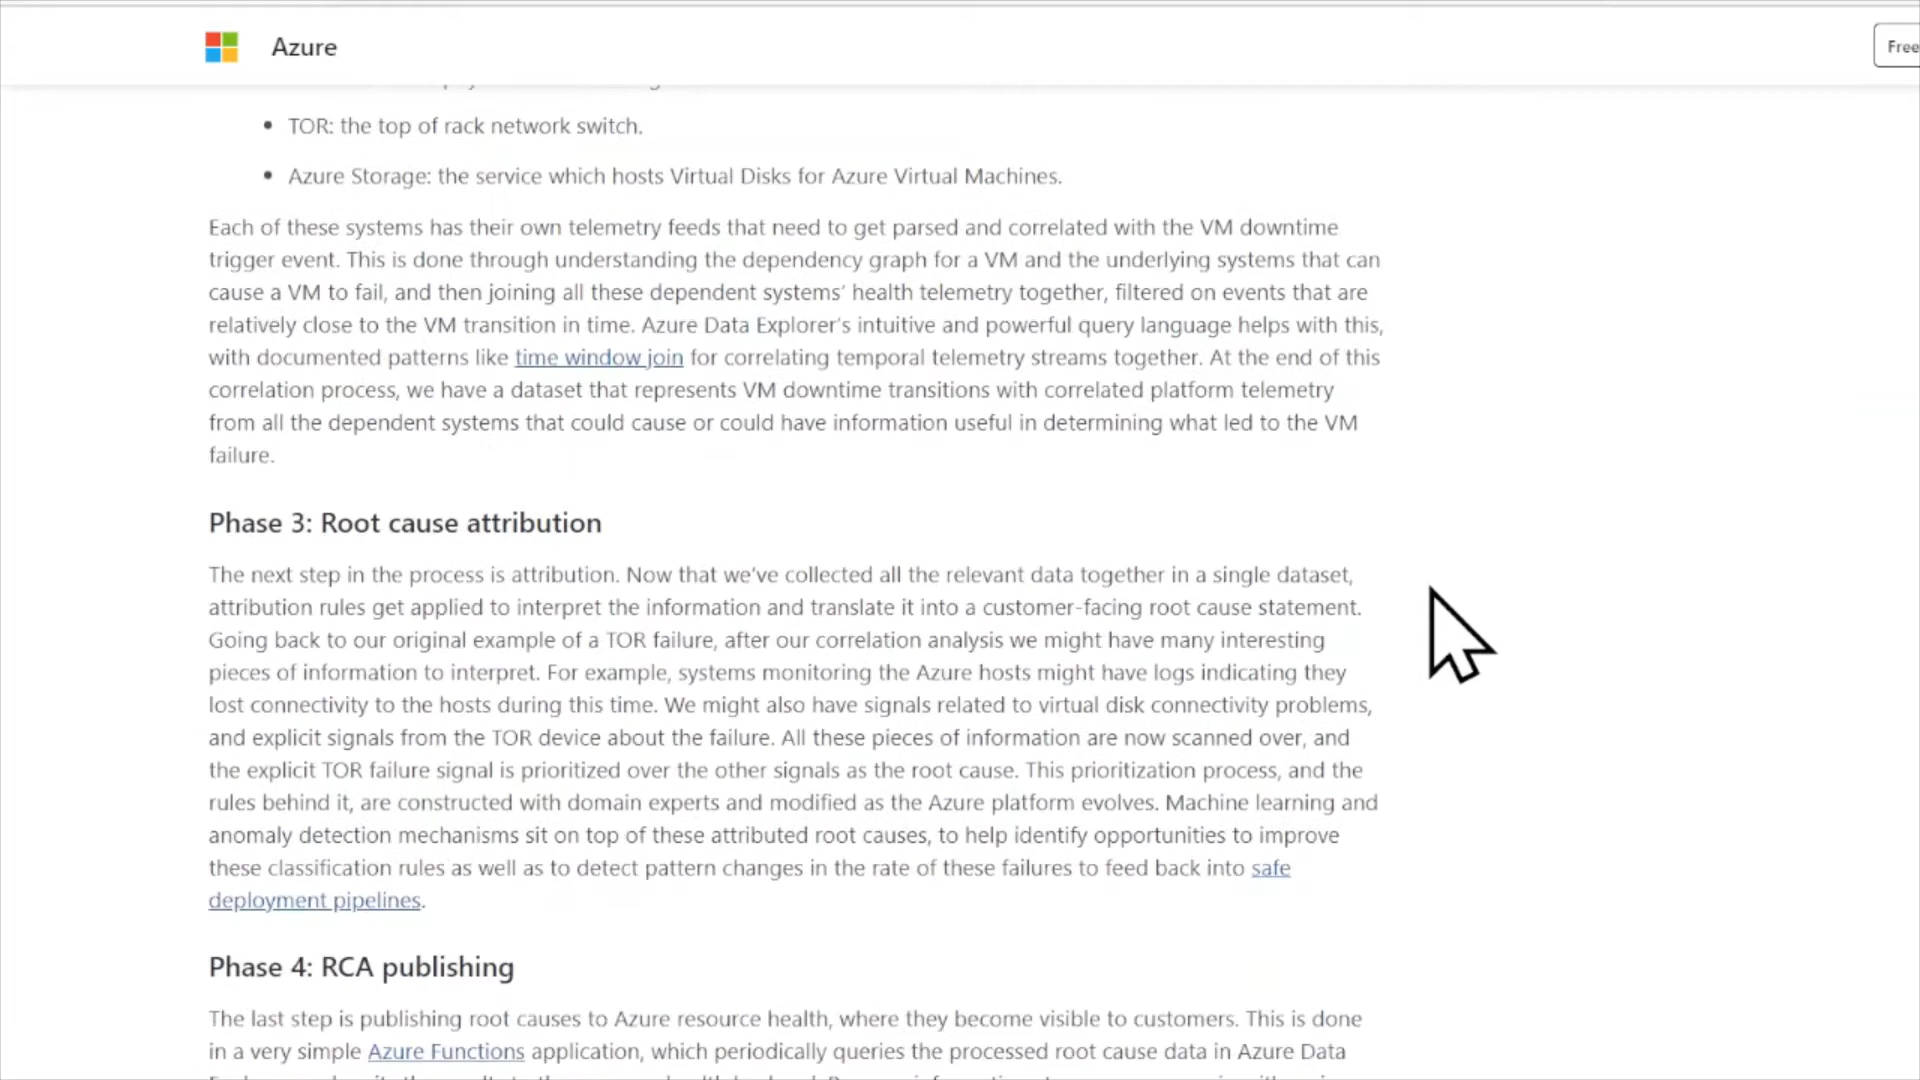 Azure
Free
• TOR: the top of rack network switch.
• Azure Storage: the service which hosts Virtual Disks for Azure Virtual Machines.
Each of these systems has their own telemetry feeds that need to get parsed and correlated with the VM downtime
trigger event. This is done through understanding the dependency graph for a VM and the underlying systems that can
cause a VM to fail, and then joining all these dependent systems’ health telemetry together, filtered on events that are
relatively close to the VM transition in time. Azure Data Explorer’s intuitive and powerful query language helps with this,
with documented patterns like time window join for correlating temporal telemetry streams together. At the end of this
correlation process, we have a dataset that represents VM downtime transitions with correlated platform telemetry
from all the dependent systems that could cause or could have information useful in determining what led to the VM
failure.
Phase 3: Root cause attribution
The next step in the process is attribution. Now that we’ve collected all the relevant data together in a single dataset,
attribution rules get applied to interpret the information and translate it into a customer-facing root cause statement.
Going back to our original example of a TOR failure, after our correlation analysis we might have many interesting
pieces of information to interpret. For example, systems monitoring the Azure hosts might have logs indicating they
lost connectivity to the hosts during this time. We might also have signals related to virtual disk connectivity problems,
and explicit signals from the TOR device about the failure. All these pieces of information are now scanned over, and
the explicit TOR failure signal is prioritized over the other signals as the root cause. This prioritization process, and the
rules behind it, are constructed with domain experts and modified as the Azure platform evolves. Machine learning and
anomaly detection mechanisms sit on top of these attributed root causes, to help identify opportunities to improve
these classification rules as well as to detect pattern changes in the rate of these failures to feed back into safe
deployment pipelines.
Phase 4: RCA publishing
The last step is publishing root causes to Azure resource health, where they become visible to customers. This is done
in a very simple Azure Functions application, which periodically queries the processed root cause data in Azure Data